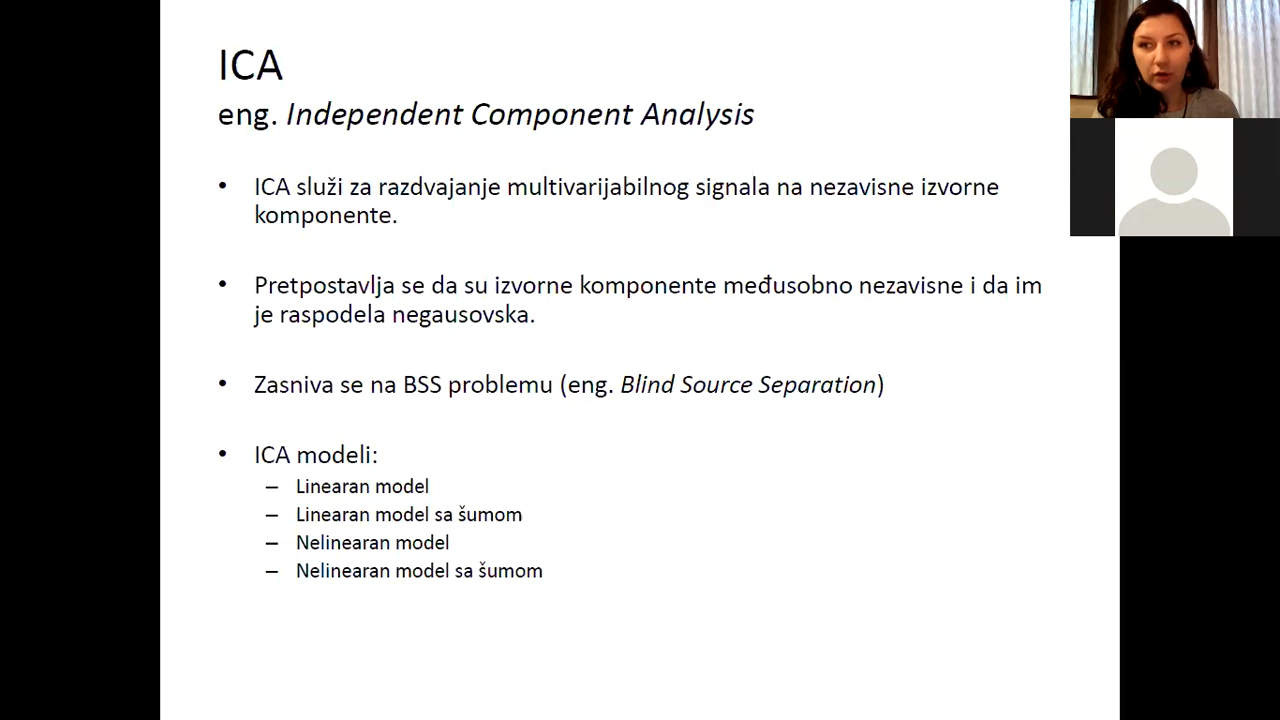 ICA
eng. Independent Component Analysis
• ICA služi za razdvajanje multivarijabilnog signala na nezavisne izvorne
komponente.
• Pretpostavlja se da su izvorne komponente međusobno nezavisne i da im
je raspodela negausovska.
• Zasniva se na BSS problemu (eng. Blind Source Separation)
• ICA modeli:
– Linearan model
– Linearan model sa šumom
– Nelinearan model
– Nelinearan model sa šumom